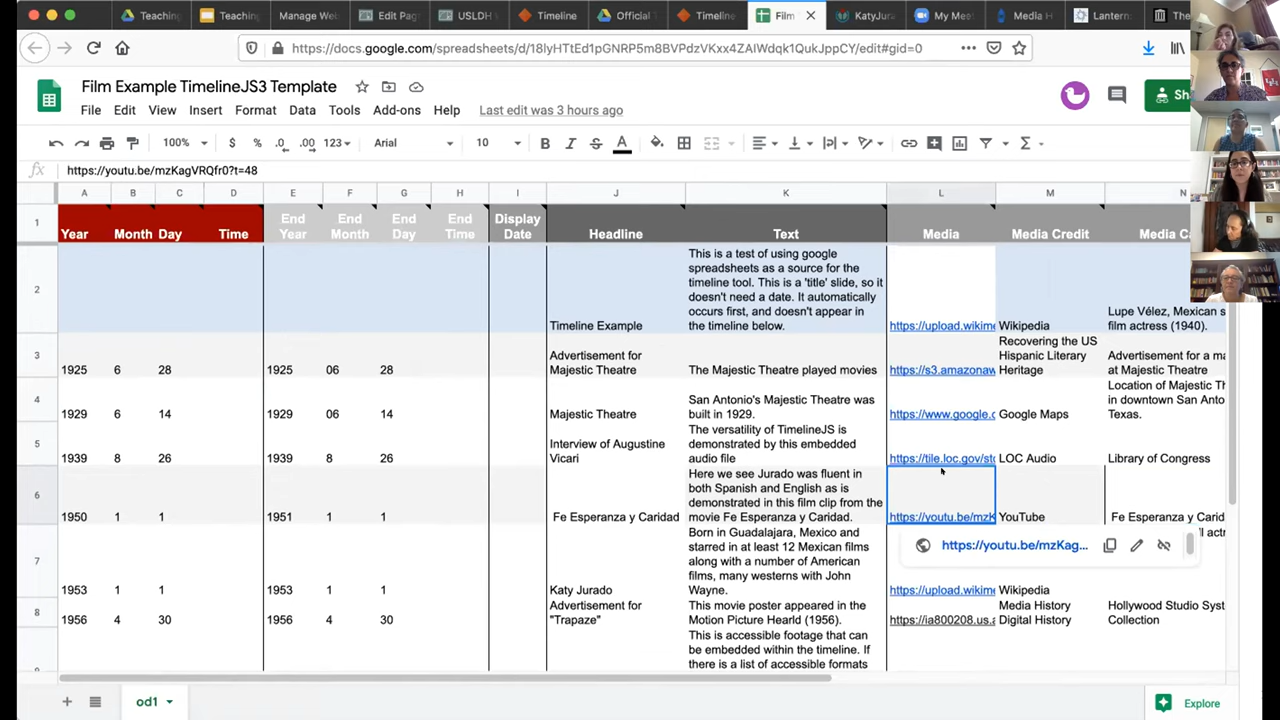 Teaching
Teaching
Manage Web
Edit Pag
USLDH
Timeline
Official T
Timeline
Film
KatyJura
My Mee
Media H
Lantern
The
https://docs.google.com/spreadsheets/d/18lyHTtEd1pGNRP5m8BVPdzVKxx4ZAlWdqk1QukJppCY/edit#gid=0
Film Example TimelineJS3 Template
File Edit View Insert Format Data Tools Add-ons Help Last edit was 3 hours ago
Sh
100% $ % .0 .00 123 Arial 10 B I S A
fx https://youtu.be/mzKagVRQfr0?t=48
A B C D E F G H I J K L M N
1 Year Month Day Time End Year End Month End Day End Time Display Date Headline Text Media Media Credit Media Ca
2 Timeline Example
This is a test of using google
spreadsheets as a source for the
timeline tool. This is a 'title' slide, so it
doesn't need a date. It automatically
occurs first, and doesn't appear in
the timeline below.
https://upload.wikime
Wikipedia
Lupe Vélez, Mexican s
film actress (1940).
3 1925 6 28 1925 06 28
Advertisement for
Majestic Theatre
The Majestic Theatre played movies
https://s3.amazonaw
Recovering the US
Hispanic Literary
Heritage
Advertisement for a ma
at Majestic Theatre
4 1929 6 14 1929 06 14
Majestic Theatre
San Antonio's Majestic Theatre was
built in 1929.
https://www.google.c
Google Maps
Location of Majestic Th
in downtown San Anto
Texas.
5 1939 8 26 1939 8 26
Interview of Augustine
Vicari
The versatility of TimelineJS is
demonstrated by this embedded
audio file
https://tile.loc.gov/sto
LOC Audio
Library of Congress
6 1950 1 1 1951 1 1
Fe Esperanza y Caridad
Here we see Jurado was fluent in
both Spanish and English as is
demonstrated in this film clip from the
movie Fe Esperanza y Caridad.
https://youtu.be/mzK
YouTube
Fe Esperanza y Carid
https://youtu.be/mzKag...
7 1953 1 1 1953 1 1
Katy Jurado
Born in Guadalajara, Mexico and
starred in at least 12 Mexican films
along with a number of American
films, many westerns with John
Wayne.
https://upload.wikime
Wikipedia
8 1956 4 30 1956 4 30
Advertisement for
"Trapaze"
This movie poster appeared in the
Motion Picture Hearld (1956).
https://ia800208.us.a
Media History
Digital History
Hollywood Studio Syst
Collection
This is accessible footage that can
be embedded within the timeline. If
there is a list of accessible formats
od1
Explore